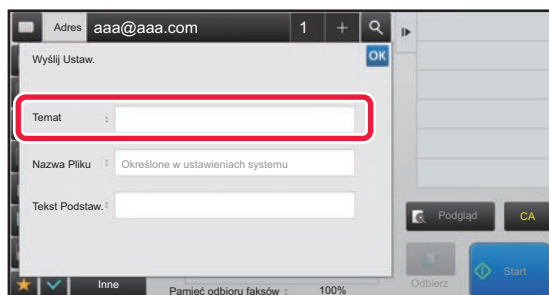 Adres aaa@aaa.com 1 +
Wyślij Ustaw. OK
Temat :
Nazwa Pliku : Określone w ustawieniach systemu
Tekst Podstaw. :
Podgląd CA
Inne Pamięć odbioru faksów : 100% Odbierz Start